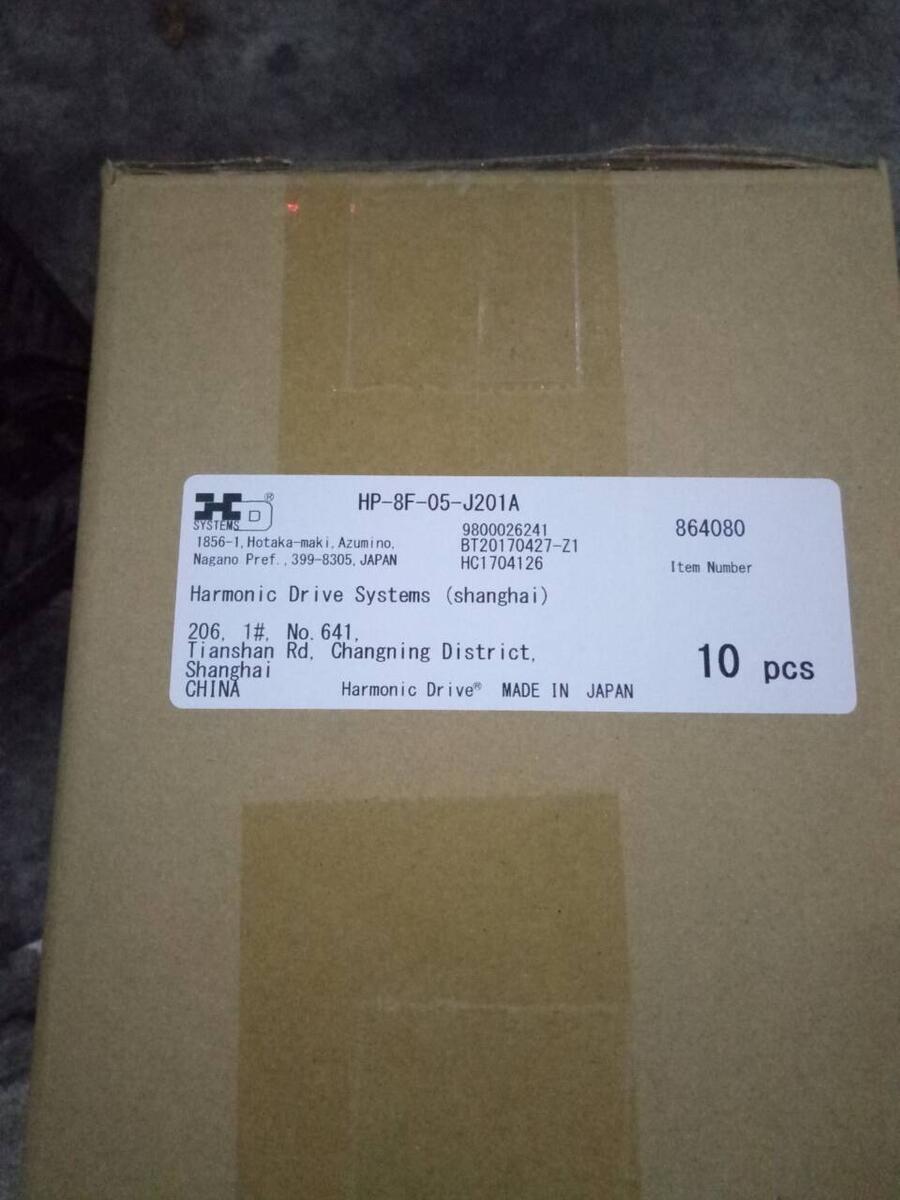 HP-8F-05-J201A
HD ®
SYSTEMS
1856-1, Hotaka-maki, Azumino,
Nagano Pref., 399-8305, JAPAN
9800026241
BT20170427-Z1
HC1704126
864080
Item Number
Harmonic Drive Systems (shanghai)
206, 1#, No. 641,
Tianshan Rd, Changning District,
Shanghai
CHINA
Harmonic Drive® MADE IN JAPAN
10 pcs